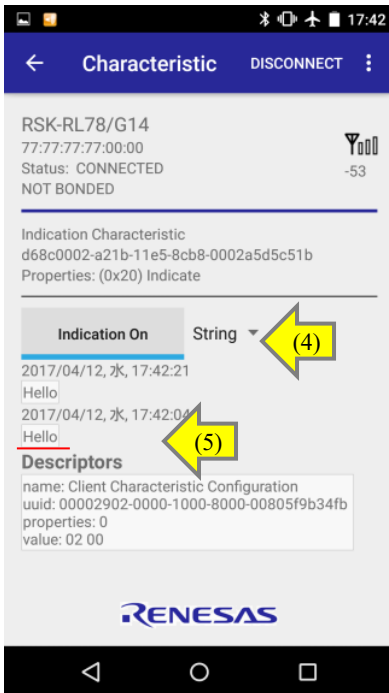 17:42
Characteristic DISCONNECT
RSK-RL78/G14
77:77:77:77:00:00
Status: CONNECTED
-53
NOT BONDED
Indication Characteristic
d68c0002-a21b-11e5-8cb8-0002a5d5c51b
Properties: (0x20) Indicate
Indication On
String
(4)
2017/04/12, 水, 17:42:21
Hello
2017/04/12, 水, 17:42:04
Hello
(5)
Descriptors
name: Client Characteristic Configuration
uuid: 00002902-0000-1000-8000-00805f9b34fb
properties: 0
value: 02 00
RENESAS